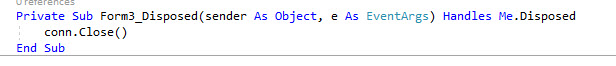 0 references
Private Sub Form3_Disposed(sender As Object, e As EventArgs) Handles Me.Disposed
conn.Close()
End Sub